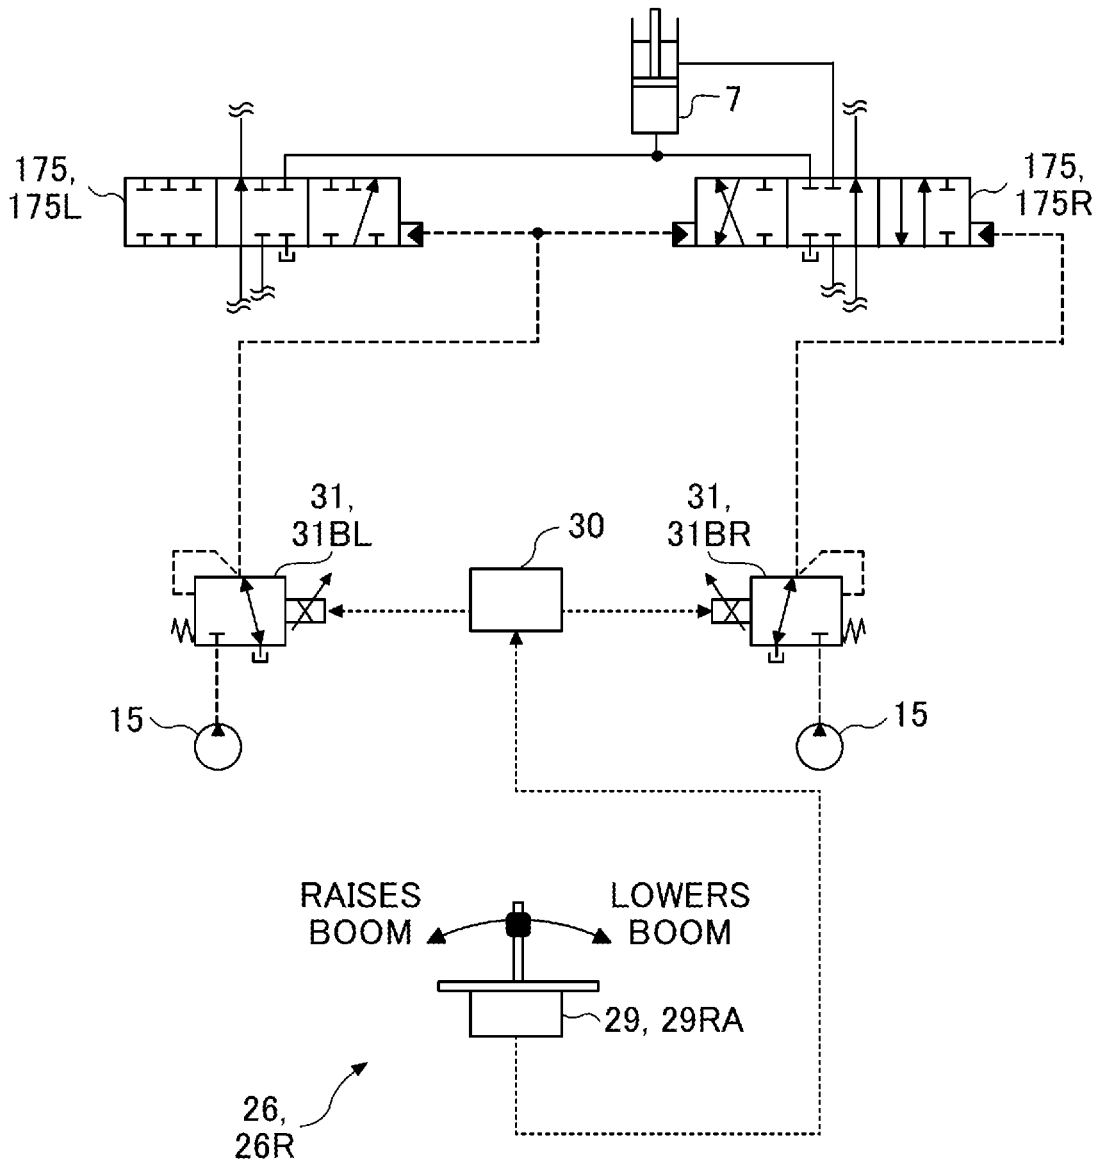 7
175,
175L
175,
175R
31,
31BL
30
31,
31BR
15
15
RAISES
BOOM
LOWERS
BOOM
29, 29RA
26,
26R